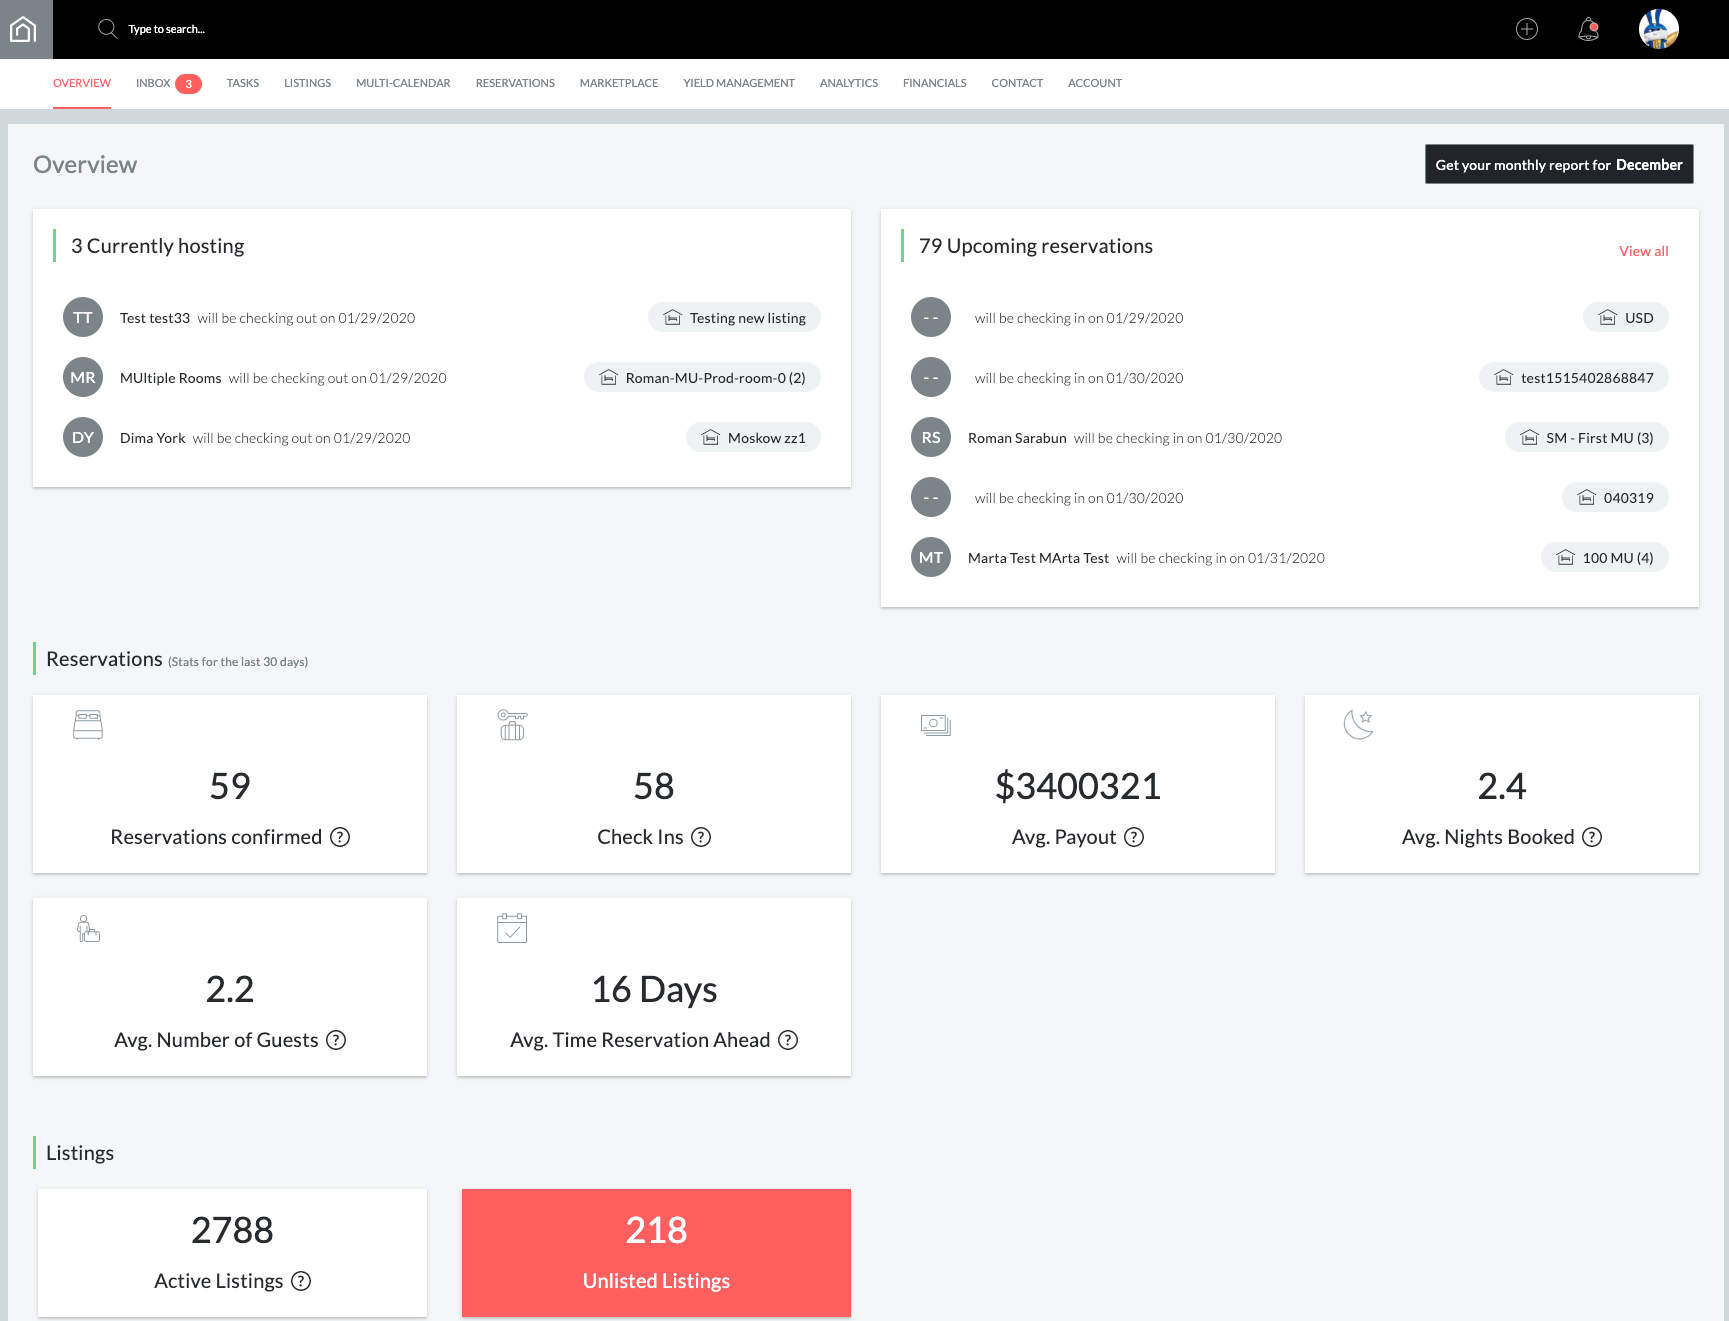 Type to search...
OVERVIEW INBOX 3 TASKS LISTINGS MULTI-CALENDAR RESERVATIONS MARKETPLACE YIELD MANAGEMENT ANALYTICS FINANCIALS CONTACT ACCOUNT
Overview
Get your monthly report for December
3 Currently hosting
TT Test test33 will be checking out on 01/29/2020 Testing new listing
MR MUltiple Rooms will be checking out on 01/29/2020 Roman-MU-Prod-room-0 (2)
DY Dima York will be checking out on 01/29/2020 Moskow zz1
79 Upcoming reservations
View all
- - will be checking in on 01/29/2020 USD
- - will be checking in on 01/30/2020 test1515402868847
RS Roman Sarabun will be checking in on 01/30/2020 SM - First MU (3)
- - will be checking in on 01/30/2020 040319
MT Marta Test MArta Test will be checking in on 01/31/2020 100 MU (4)
Reservations (Stats for the last 30 days)
59
Reservations confirmed ?
58
Check Ins ?
$3400321
Avg. Payout ?
2.4
Avg. Nights Booked ?
2.2
Avg. Number of Guests ?
16 Days
Avg. Time Reservation Ahead ?
Listings
2788
Active Listings ?
218
Unlisted Listings